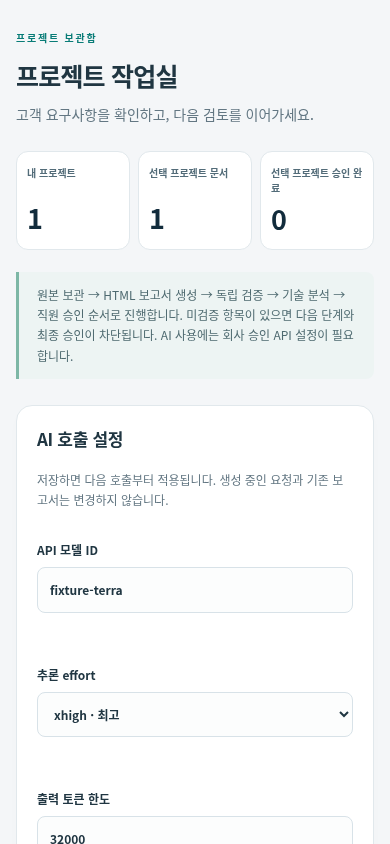 프로젝트 보관함
프로젝트 작업실
고객 요구사항을 확인하고, 다음 검토를 이어가세요.
내 프로젝트
1
선택 프로젝트 문서
1
선택 프로젝트 승인 완
료
0
원본 보관 → HTML 보고서 생성 → 독립 검증 → 기술 분석 →
직원 승인 순서로 진행합니다. 미검증 항목이 있으면 다음 단계와
최종 승인이 차단됩니다. AI 사용에는 회사 승인 API 설정이 필요
합니다.
AI 호출 설정
저장하면 다음 호출부터 적용됩니다. 생성 중인 요청과 기존 보
고서는 변경하지 않습니다.
API 모델 ID
fixture-terra
추론 effort
xhigh · 최고
출력 토큰 한도
32000